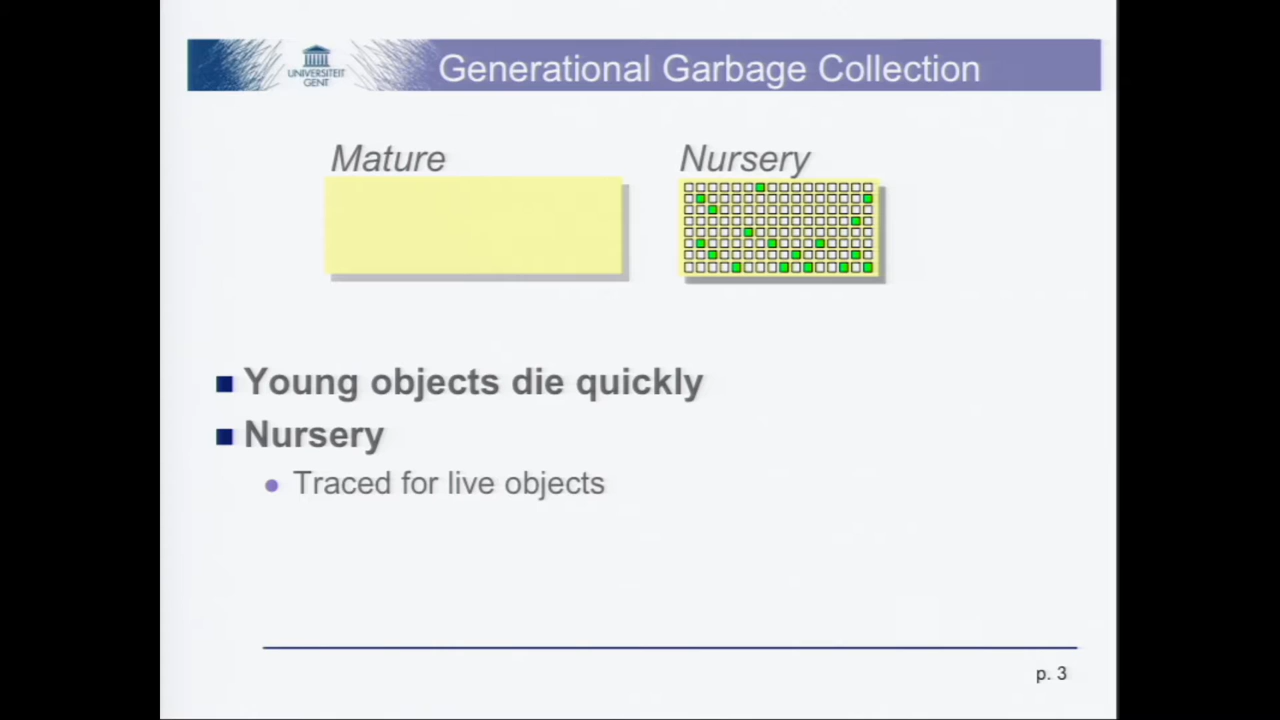 UNIVERSITEIT
GENT
Generational Garbage Collection
Mature
Nursery
Young objects die quickly
Nursery
Traced for live objects
p. 3